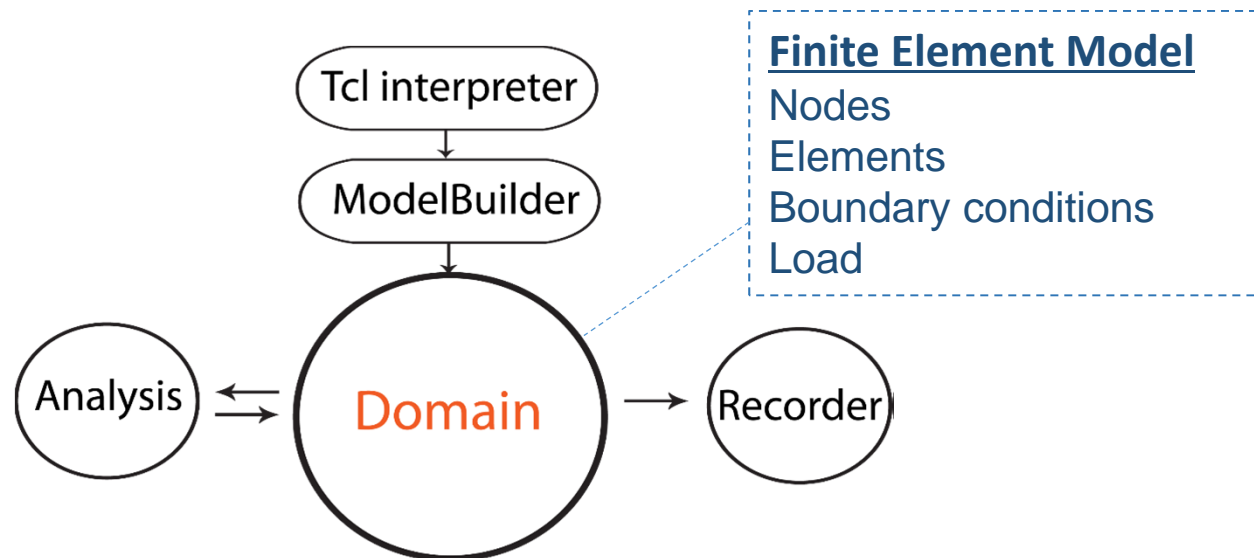 Tcl interpreter
ModelBuilder
Finite Element Model
Nodes
Elements
Boundary conditions
Load
Analysis
Domain
Recorder